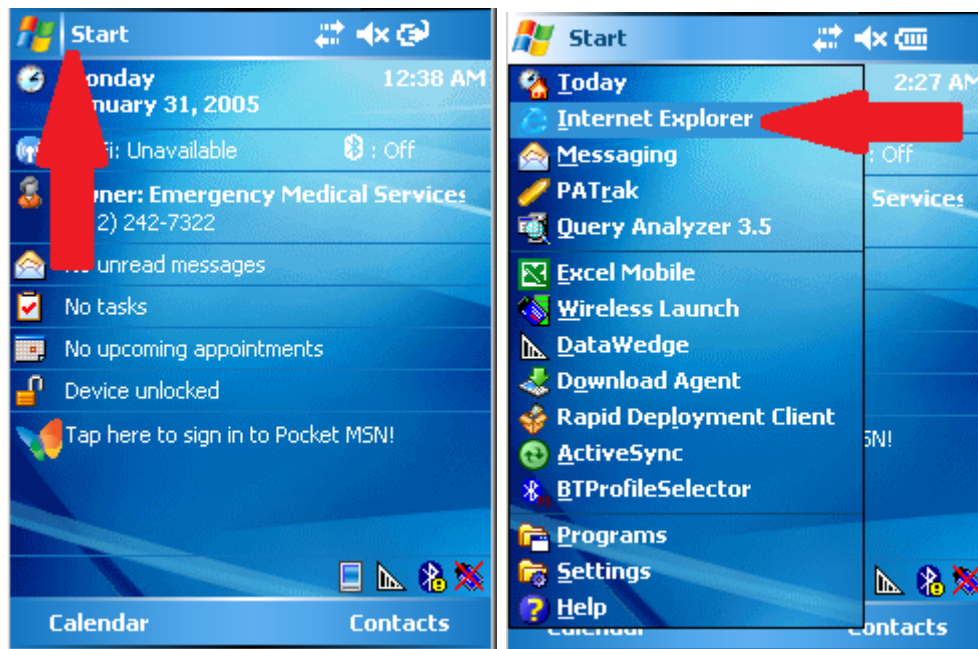 Start
onday
12:38 AM
nuary 31, 2005
i: Unavailable
: Off
ner: Emergency Medical Services
2) 242-7322
unread messages
No tasks
No upcoming appointments
Device unlocked
Tap here to sign in to Pocket MSN!
Calendar
Contacts
Start
Today
2:27 AM
Internet Explorer
Messaging
: Off
PATrak
Services
Query Analyzer 3.5
Excel Mobile
Wireless Launch
DataWedge
Download Agent
Rapid Deployment Client
SN!
ActiveSync
BTProfileSelector
Programs
Settings
Help
ontacts